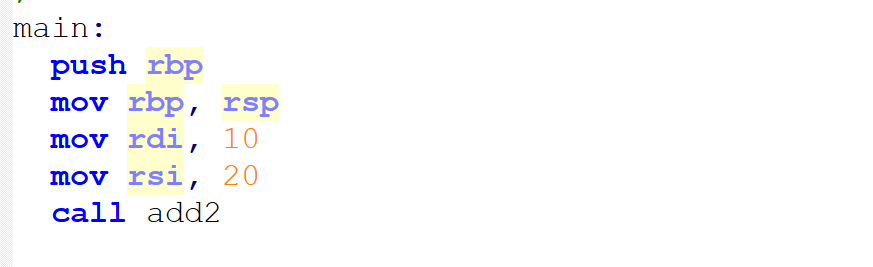 main:
push rbp
mov rbp, rsp
mov rdi, 10
mov rsi, 20
call add2